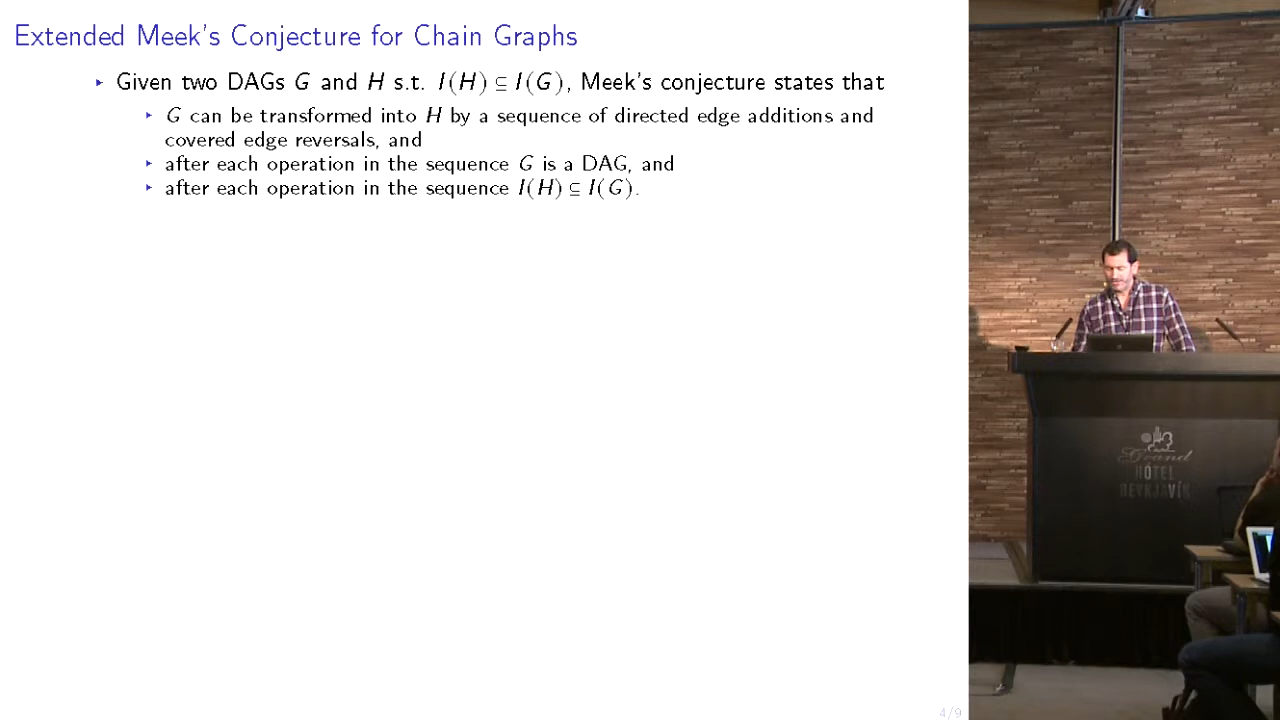 Extended Meek's Conjecture for Chain Graphs
▸ Given two DAGs G and H s.t. I(H) ⊆ I(G), Meek's conjecture states that
▸ G can be transformed into H by a sequence of directed edge additions and
covered edge reversals, and
▸ after each operation in the sequence G is a DAG, and
▸ after each operation in the sequence I(H) ⊆ I(G).
Grand
HÓTEL
REYKJAVÍK
4/9